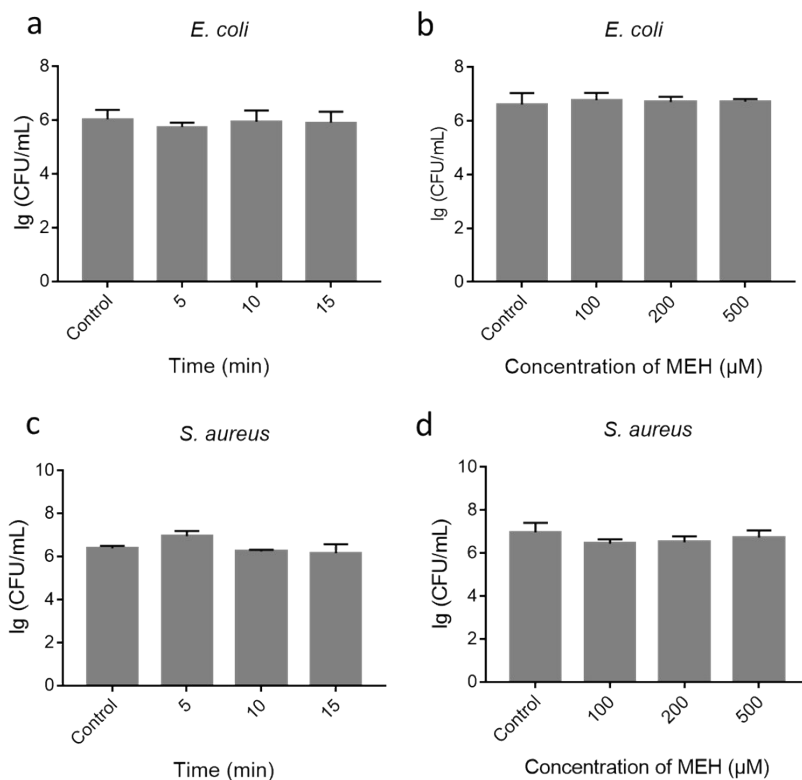 a
E. coli
lg (CFU/mL)
8
6
4
2
0
Control
5
10
15
Time (min)
b
E. coli
lg (CFU/mL)
8
6
4
2
0
Control
100
200
500
Concentration of MEH (µM)
c
S. aureus
lg (CFU/mL)
10
8
6
4
2
0
Control
5
10
15
Time (min)
d
S. aureus
lg (CFU/mL)
10
8
6
4
2
0
Control
100
200
500
Concentration of MEH (µM)